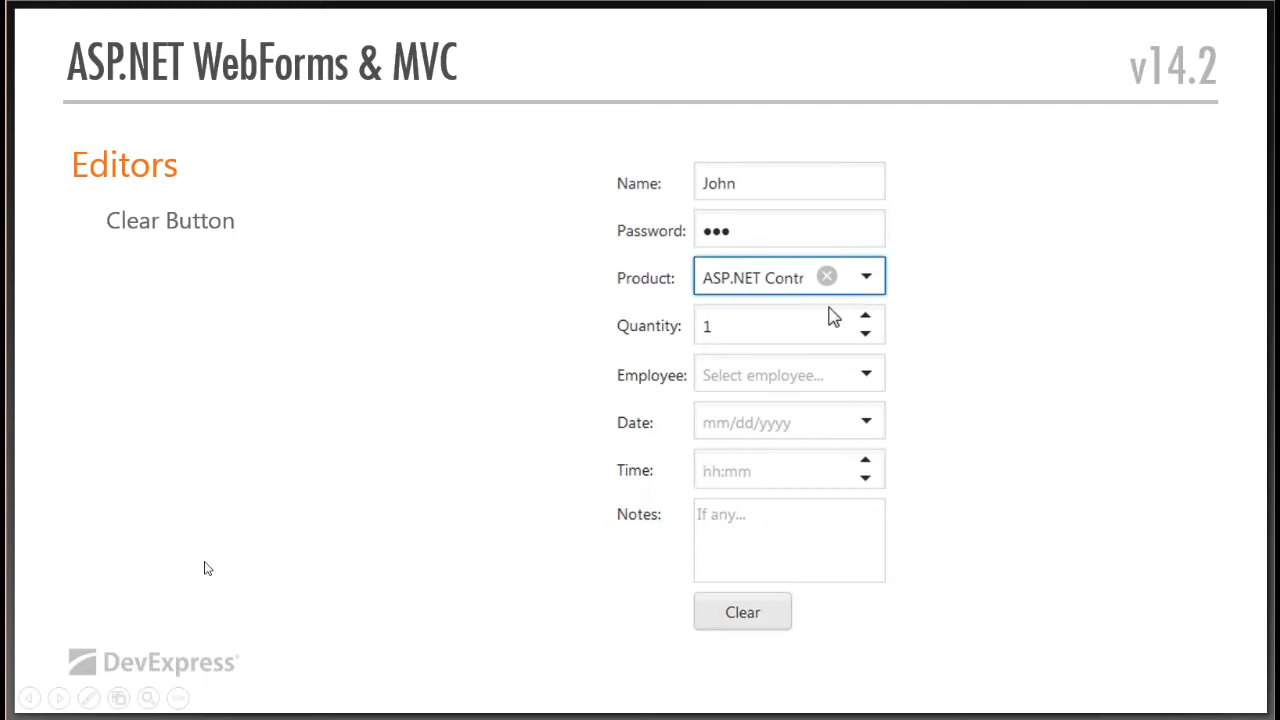 ASP.NET WebForms & MVC
v14.2
Editors
Clear Button
Name: John
Password: •••
Product: ASP.NET Contr
Quantity: 1
Employee: Select employee...
Date: mm/dd/yyyy
Time: hh:mm
Notes: If any...
Clear
DevExpress